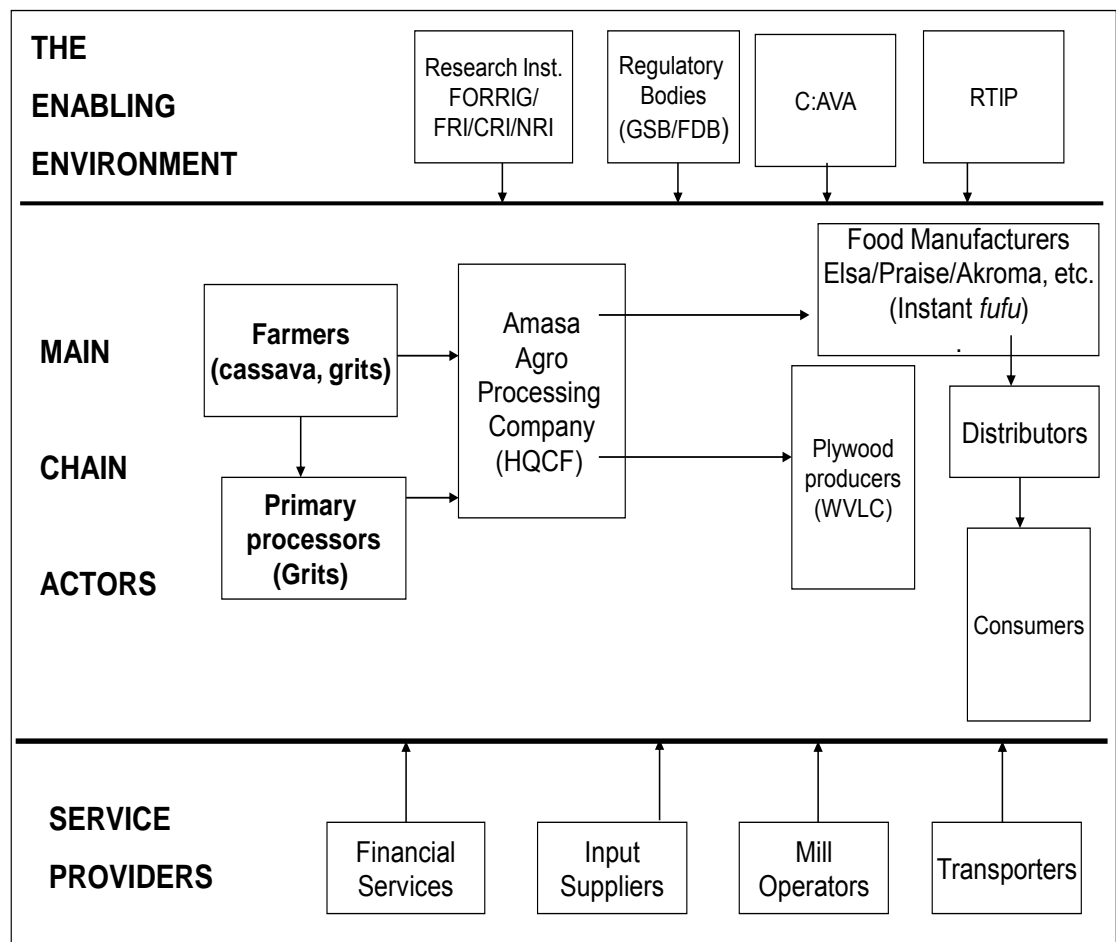 THE
ENABLING
ENVIRONMENT
Research Inst.
FORRIG/
FRI/CRI/NRI
Regulatory
Bodies
(GSB/FDB)
C:AVA
RTIP
MAIN
CHAIN
ACTORS
Farmers
(cassava, grits)
Primary
processors
(Grits)
Amasa
Agro
Processing
Company
(HQCF)
Food Manufacturers
Elsa/Praise/Akroma, etc.
(Instant fufu)
.
Plywood
producers
(WVLC)
Distributors
Consumers
SERVICE
PROVIDERS
Financial
Services
Input
Suppliers
Mill
Operators
Transporters